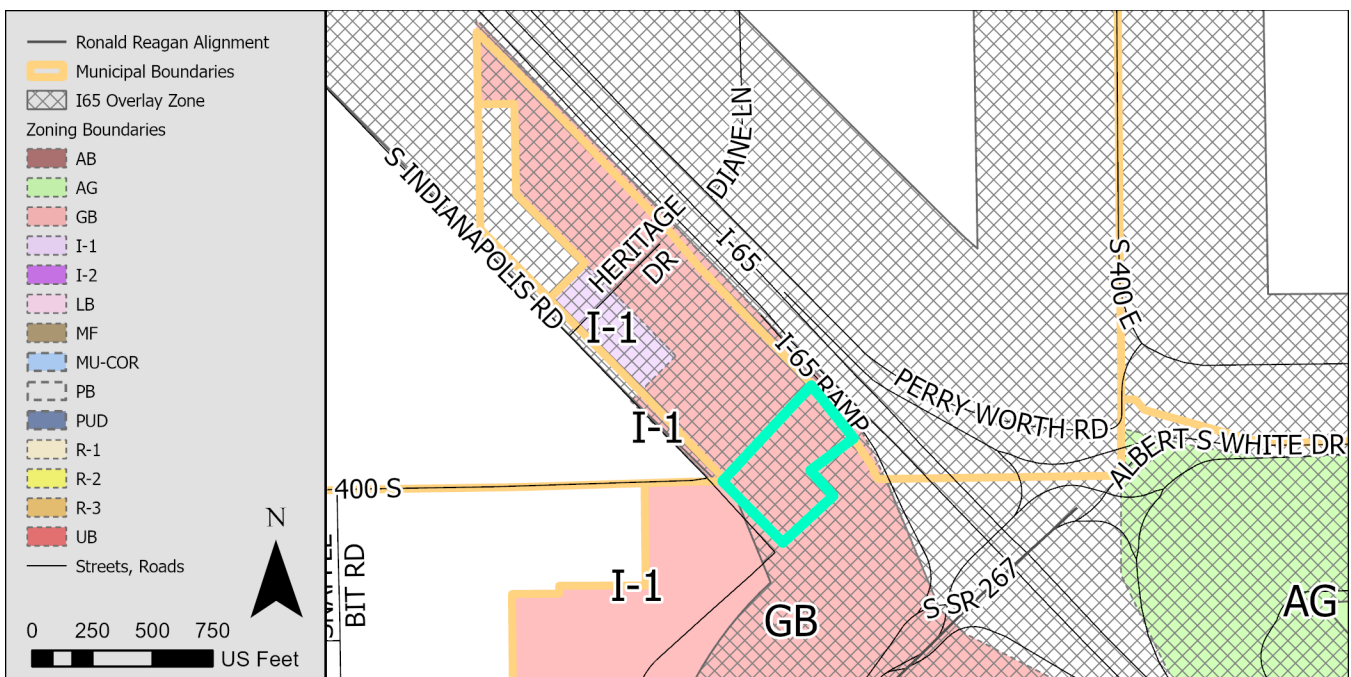 Ronald Reagan Alignment
Municipal Boundaries
I65 Overlay Zone
Zoning Boundaries
AB
AG
GB
I-1
I-2
LB
MF
MU-COR
PB
PUD
R-1
R-2
R-3
UB
Streets, Roads
N
0 250 500 750
US Feet
S INDIANAPOLIS RD
HERITAGE
DR
DIANE LN
I-65
I-65 RAMP
PERRY WORTH RD
S 400 E
ALBERT S WHITE DR
I-1
I-1
400 S
BIT RD
I-1
GB
S SR 267
AG